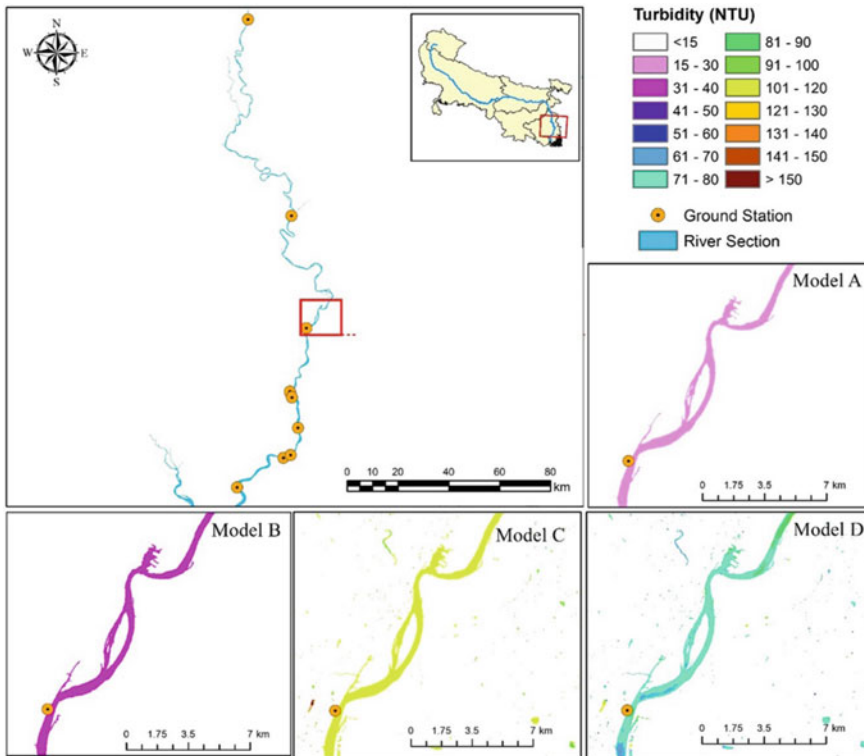 N
W E
S
Turbidity (NTU)
<15
15 - 30
31 - 40
41 - 50
51 - 60
61 - 70
71 - 80
81 - 90
91 - 100
101 - 120
121 - 130
131 - 140
141 - 150
> 150
Ground Station
River Section
0 10 20 40 60 80
km
Model A
0 1.75 3.5 7 km
Model B
0 1.75 3.5 7 km
Model C
0 1.75 3.5 7 km
Model D
0 1.75 3.5 7 km